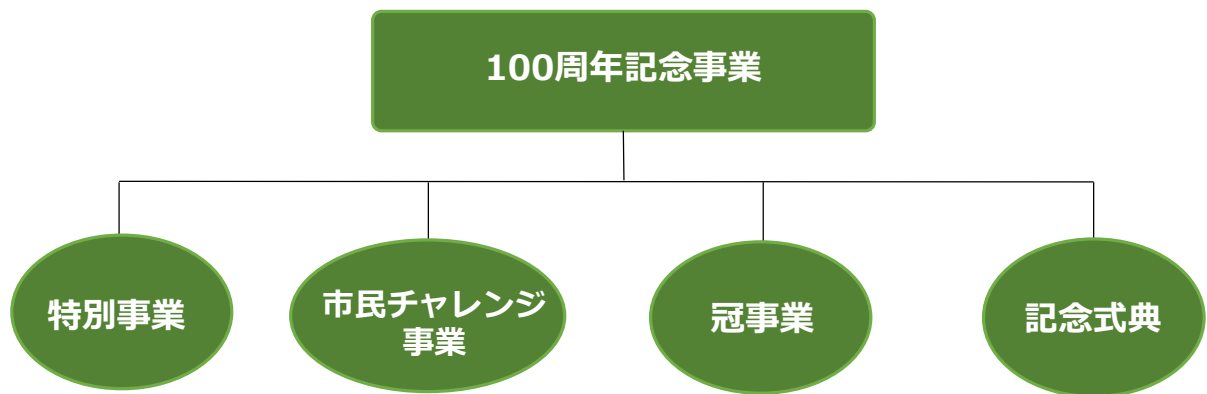 100周年記念事業
特別事業
市民チャレンジ
事業
冠事業
記念式典